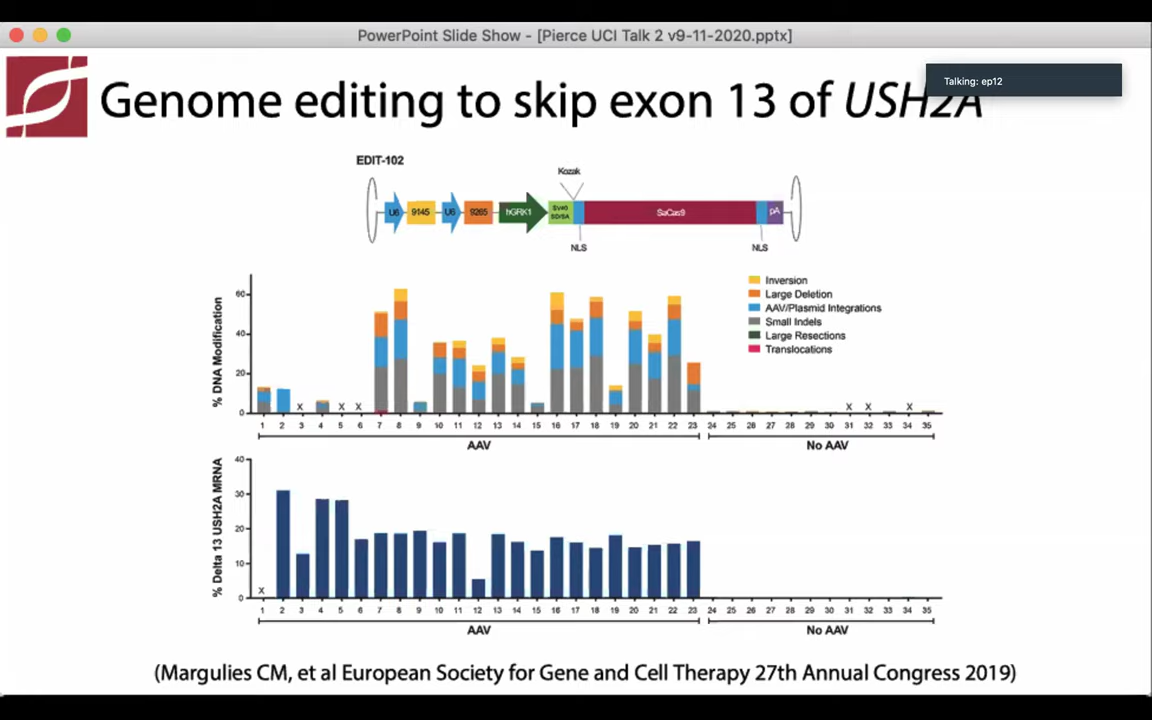 PowerPoint Slide Show - [Pierce UCI Talk 2 v9-11-2020.pptx]
Talking: ep12
Genome editing to skip exon 13 of USH2A
EDIT-102
Kozak
U6 9145 U6 9265 hGRK1 SV40 SD/SA SaCas9 pA
NLS NLS
% DNA Modification
60
40
20
0
Inversion
Large Deletion
AAV/Plasmid Integrations
Small Indels
Large Resections
Translocations
x x x x x x
1 2 3 4 5 6 7 8 9 10 11 12 13 14 15 16 17 18 19 20 21 22 23 24 25 26 27 28 29 30 31 32 33 34 35
AAV No AAV
% Delta 13 USH2A MRNA
40
30
20
10
0
x
1 2 3 4 5 6 7 8 9 10 11 12 13 14 15 16 17 18 19 20 21 22 23 24 25 26 27 28 29 30 31 32 33 34 35
AAV No AAV
(Margulies CM, et al European Society for Gene and Cell Therapy 27th Annual Congress 2019)